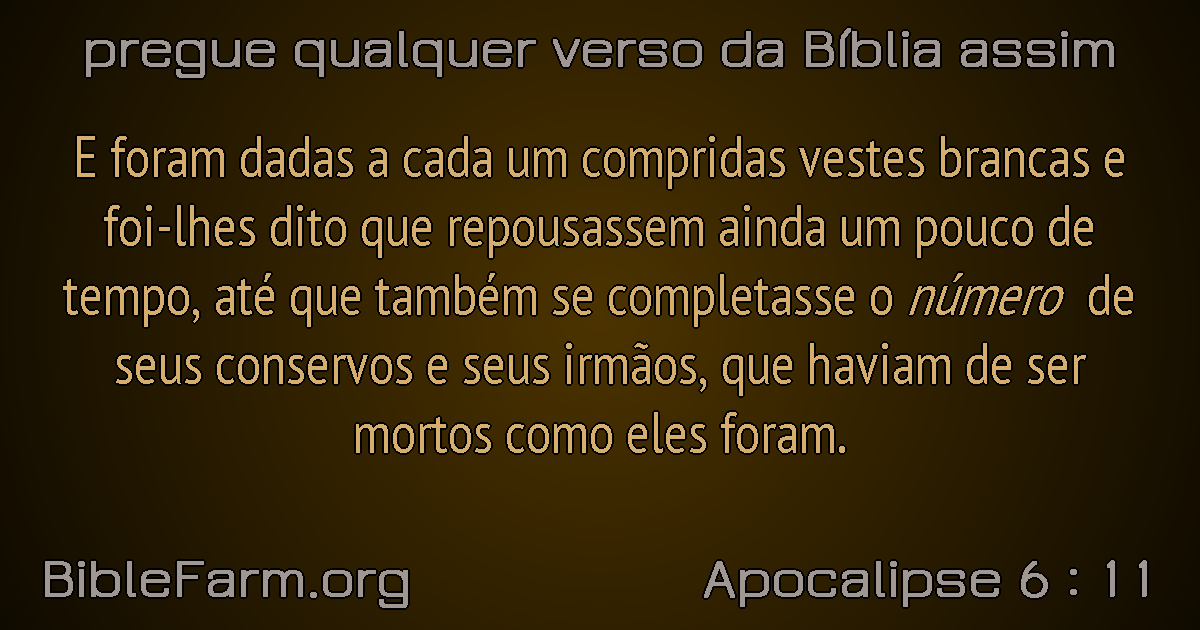 pregue qualquer verso da Bíblia assim
E foram dadas a cada um compridas vestes brancas e
foi-lhes dito que repousassem ainda um pouco de
tempo, até que também se completasse o número de
seus conservos e seus irmãos, que haviam de ser
mortos como eles foram.
BibleFarm.org
Apocalipse 6 : 11